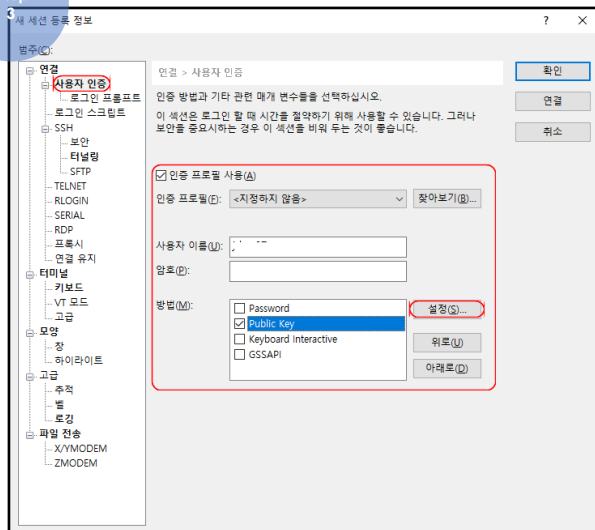 3
새 세션 등록 정보
범주(C):
연결
사용자 인증
로그인 프롬프트
로그인 스크립트
SSH
보안
터널링
SFTP
TELNET
RLOGIN
SERIAL
RDP
프록시
연결 유지
터미널
키보드
VT 모드
고급
모양
창
하이라이트
고급
추적
벨
로깅
파일 전송
X/YMODEM
ZMODEM
연결 > 사용자 인증
인증 방법과 기타 관련 매개 변수들을 선택하십시오.
이 섹션은 로그인 할 때 시간을 절약하기 위해 사용할 수 있습니다. 그러나
보안을 중요시하는 경우 이 섹션을 비워 두는 것이 좋습니다.
인증 프로필 사용(A)
인증 프로필(F): <지정하지 않음> 찾아보기(B)...
사용자 이름(U):
암호(P):
방법(M):
Password
Public Key
Keyboard Interactive
GSSAPI
설정(S)...
위로(U)
아래로(D)
확인
연결
취소